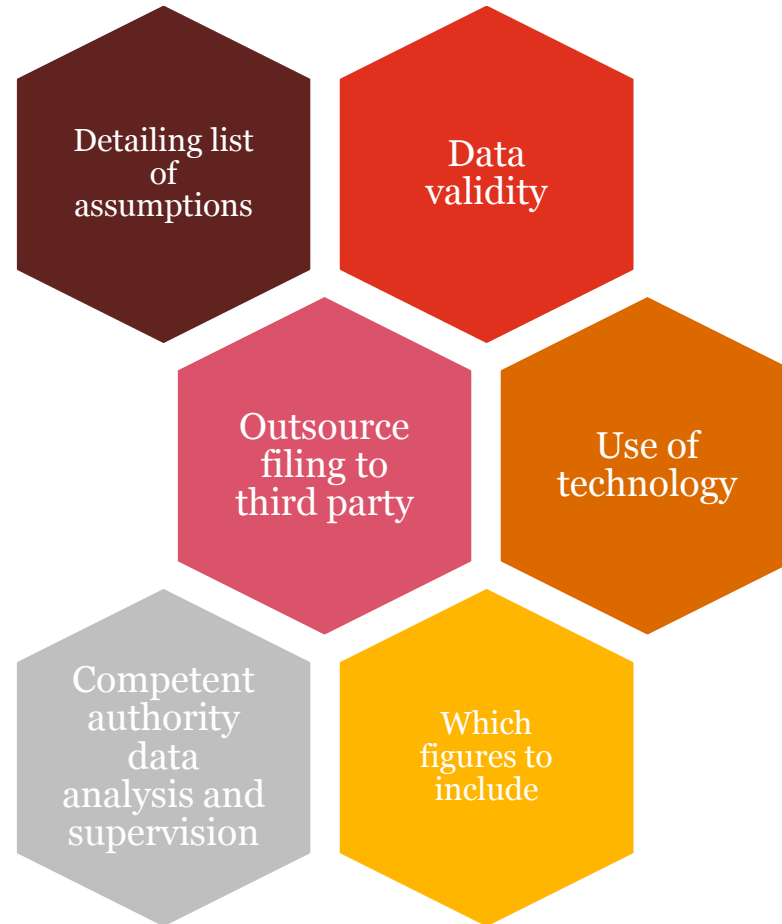 Detailing list
of
assumptions
Data
validity
Outsource
filing to
third party
Use of
technology
Competent
authority
data
analysis and
supervision
Which
figures to
include